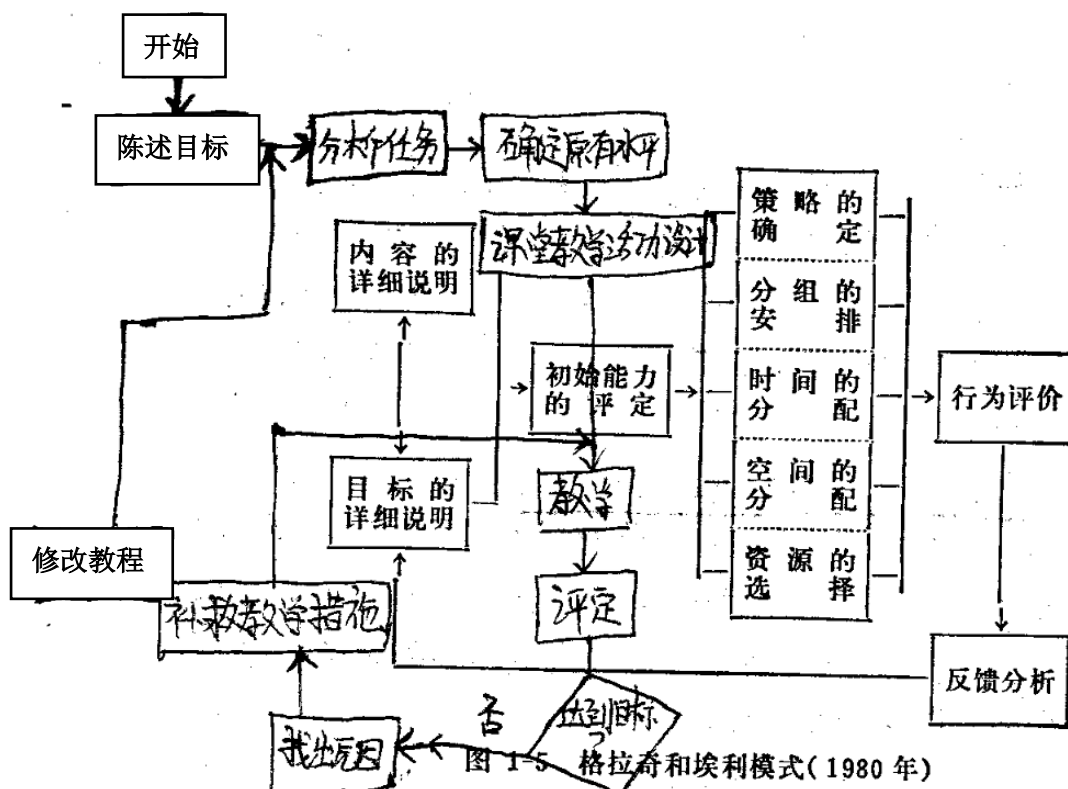 开始
陈述目标
分析任务
确定原有水平
课堂教学活动设计
内容的
详细说明
初始能力
的评定
策略的
确定
分组的
安排
时间的
分配
空间的
分配
资源的
选择
行为评价
目标的
详细说明
教学
修改教程
补救教学措施
评定
反馈分析
达到目标
?
否
找出原因
图 1-5 格拉奇和埃利模式(1980年)